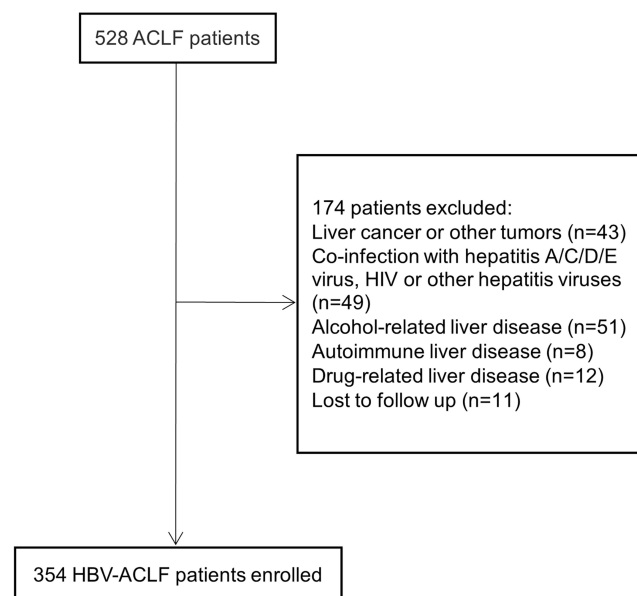 528 ACLF patients
174 patients excluded:
Liver cancer or other tumors (n=43)
Co-infection with hepatitis A/C/D/E
virus, HIV or other hepatitis viruses
(n=49)
Alcohol-related liver disease (n=51)
Autoimmune liver disease (n=8)
Drug-related liver disease (n=12)
Lost to follow up (n=11)
354 HBV-ACLF patients enrolled